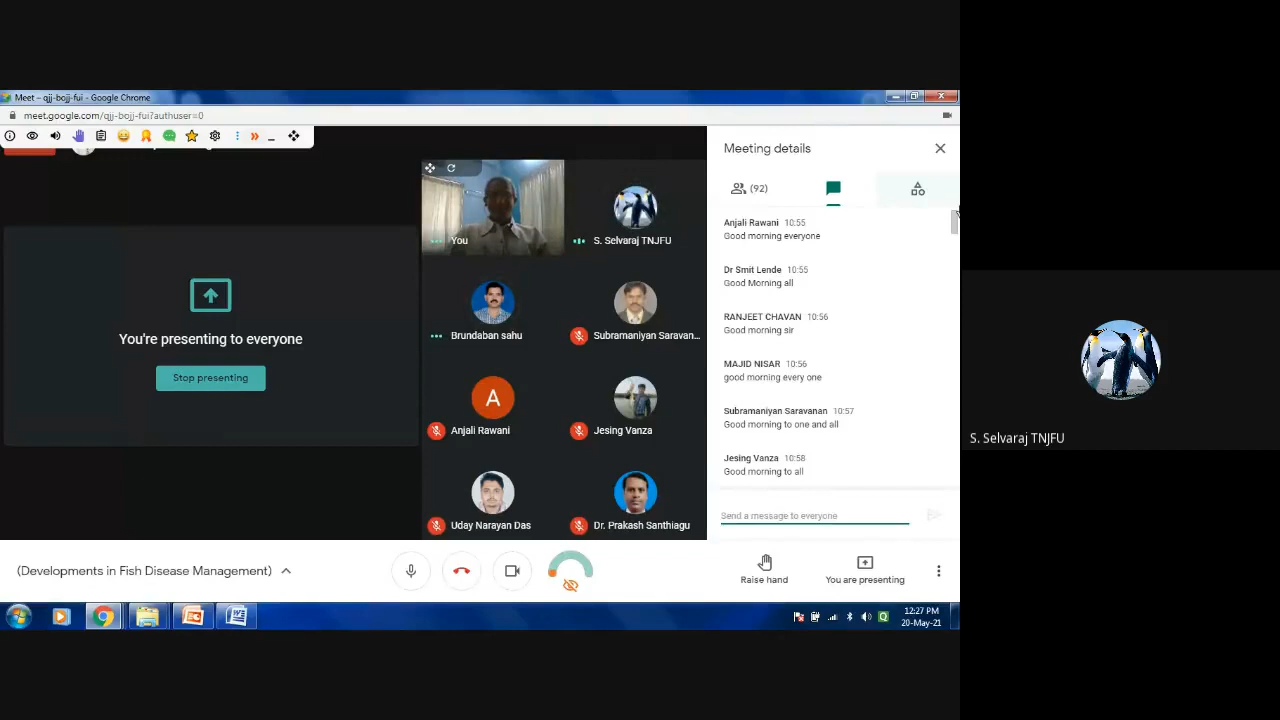 Meet – qjj-bojj-fui - Google Chrome
meet.google.com/qjj-bojj-fui?authuser=0
You're presenting to everyone
Stop presenting
You
S. Selvaraj TNJFU
Brundaban sahu
Subramaniyan Saravan...
A
Anjali Rawani
Jesing Vanza
Uday Narayan Das
Dr. Prakash Santhiagu
Meeting details
(92)
Anjali Rawani 10:55
Good morning everyone
Dr Smit Lende 10:55
Good Morning all
RANJEET CHAVAN 10:56
Good morning sir
MAJID NISAR 10:56
good morning every one
Subramaniyan Saravanan 10:57
Good morning to one and all
Jesing Vanza 10:58
Good morning to all
Send a message to everyone
(Developments in Fish Disease Management)
Raise hand
You are presenting
12:27 PM
20-May-21
S. Selvaraj TNJFU